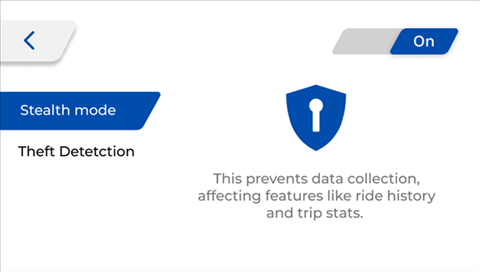 On
Stealth mode
Theft Detetction
This prevents data collection,
affecting features like ride history
and trip stats.